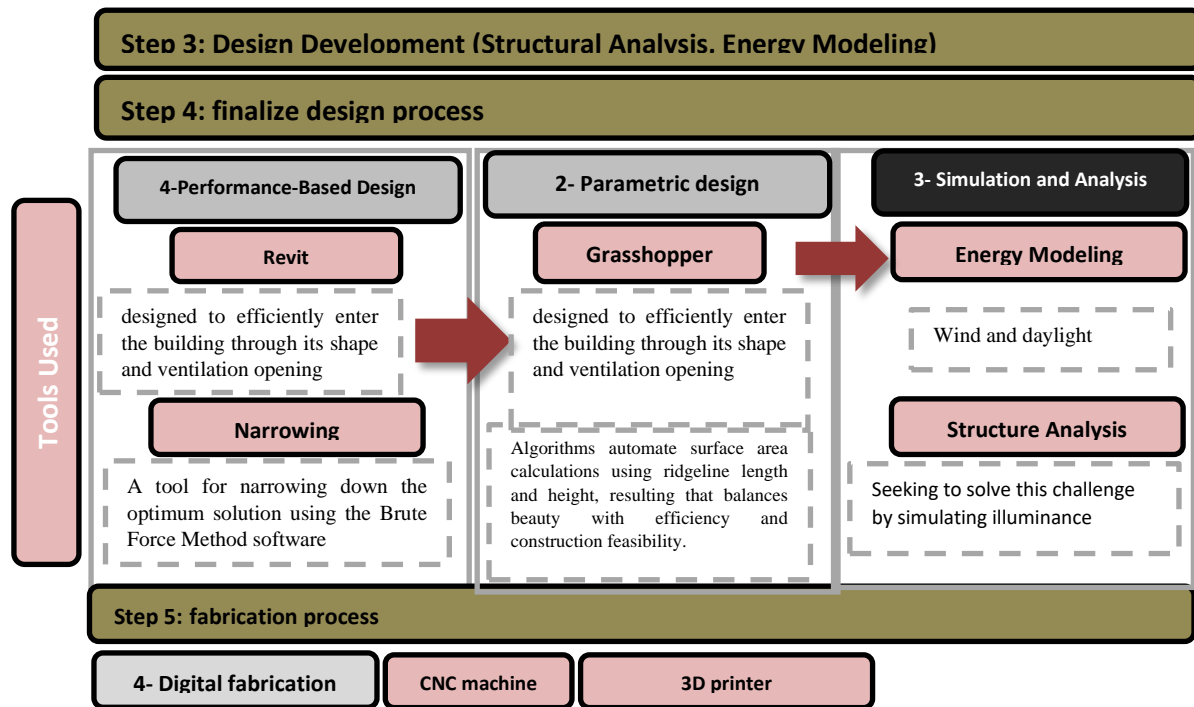 Step 3: Design Development (Structural Analysis. Energy Modeling)
Step 4: finalize design process
Tools Used
4-Performance-Based Design
Revit
designed to efficiently enter
the building through its shape
and ventilation opening
Narrowing
A tool for narrowing down the
optimum solution using the Brute
Force Method software
2- Parametric design
Grasshopper
designed to efficiently enter
the building through its shape
and ventilation opening
Algorithms automate surface area
calculations using ridgeline length
and height, resulting that balances
beauty with efficiency and
construction feasibility.
3- Simulation and Analysis
Energy Modeling
Wind and daylight
Structure Analysis
Seeking to solve this challenge
by simulating illuminance
Step 5: fabrication process
4- Digital fabrication
CNC machine
3D printer